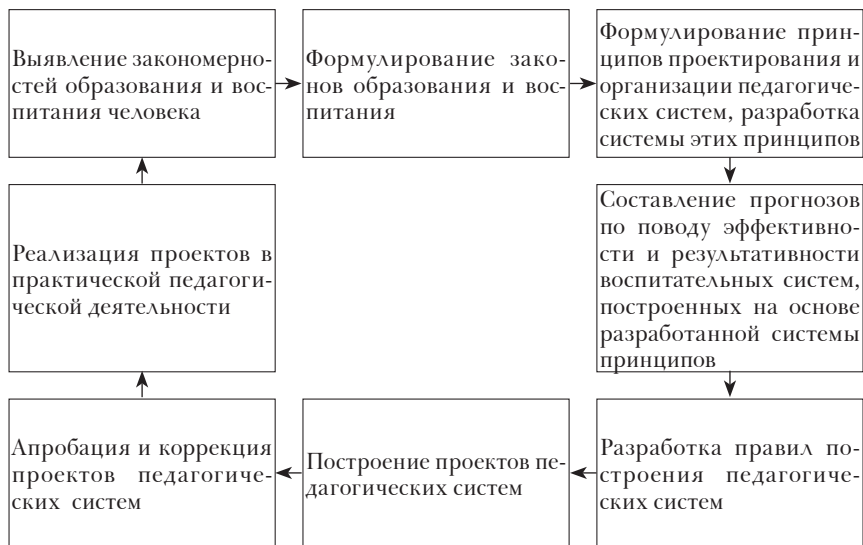 Выявление закономерно-
стей образования и вос-
питания человека
Формулирование зако-
нов образования и вос-
питания
Формулирование прин-
ципов проектирования и
организации педагогиче-
ских систем, разработка
системы этих принципов
Составление прогнозов
по поводу эффективно-
сти и результативности
воспитательных систем,
построенных на основе
разработанной системы
принципов
Разработка правил по-
строения педагогиче-
ских систем
Построение проектов пе-
дагогических систем
Апробация и коррекция
проектов педагогиче-
ских систем
Реализация проектов в
практической педагоги-
ческой деятельности